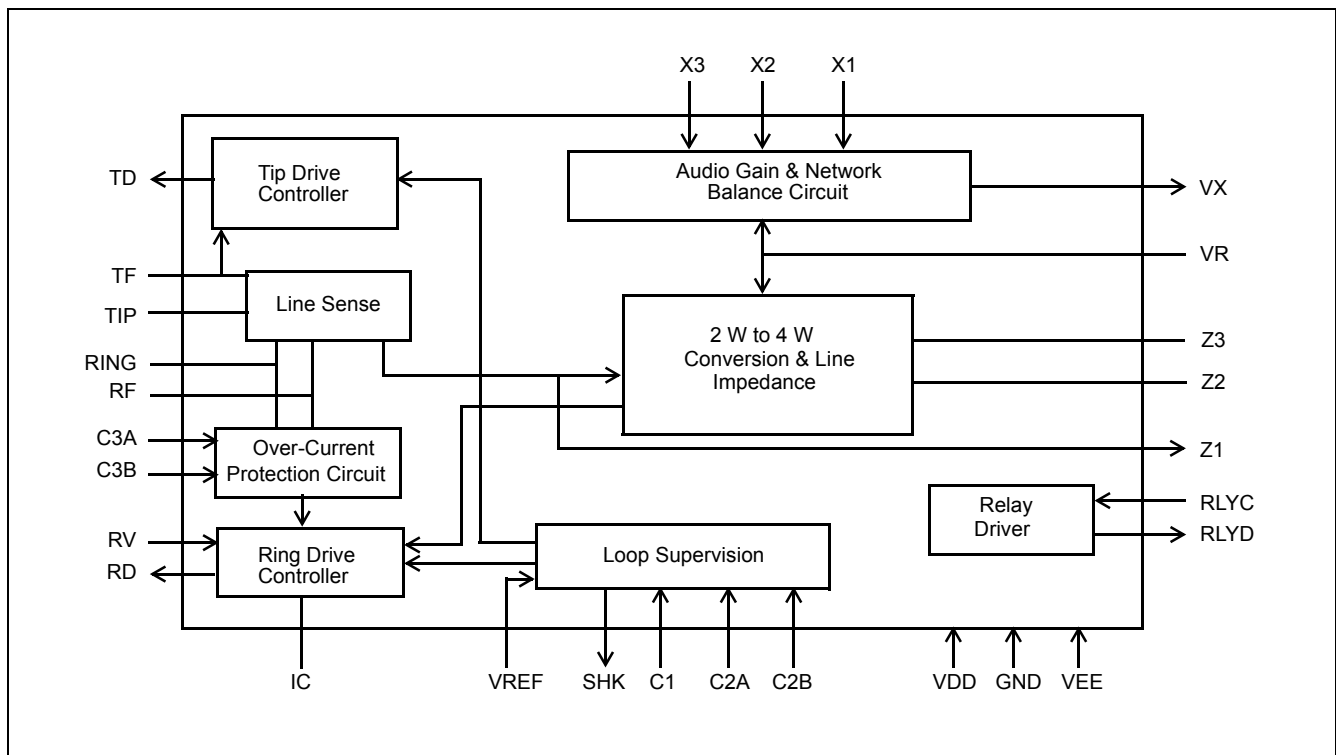 X3 X2 X1
TD
Tip Drive
Controller
Audio Gain & Network
Balance Circuit
VX
VR
TF
TIP
Line Sense
2 W to 4 W
Conversion & Line
Impedance
Z3
Z2
RING
RF
C3A
C3B
Over-Current
Protection Circuit
Z1
RLYC
RLYD
Relay
Driver
RV
RD
Ring Drive
Controller
Loop Supervision
IC VREF SHK C1 C2A C2B VDD GND VEE